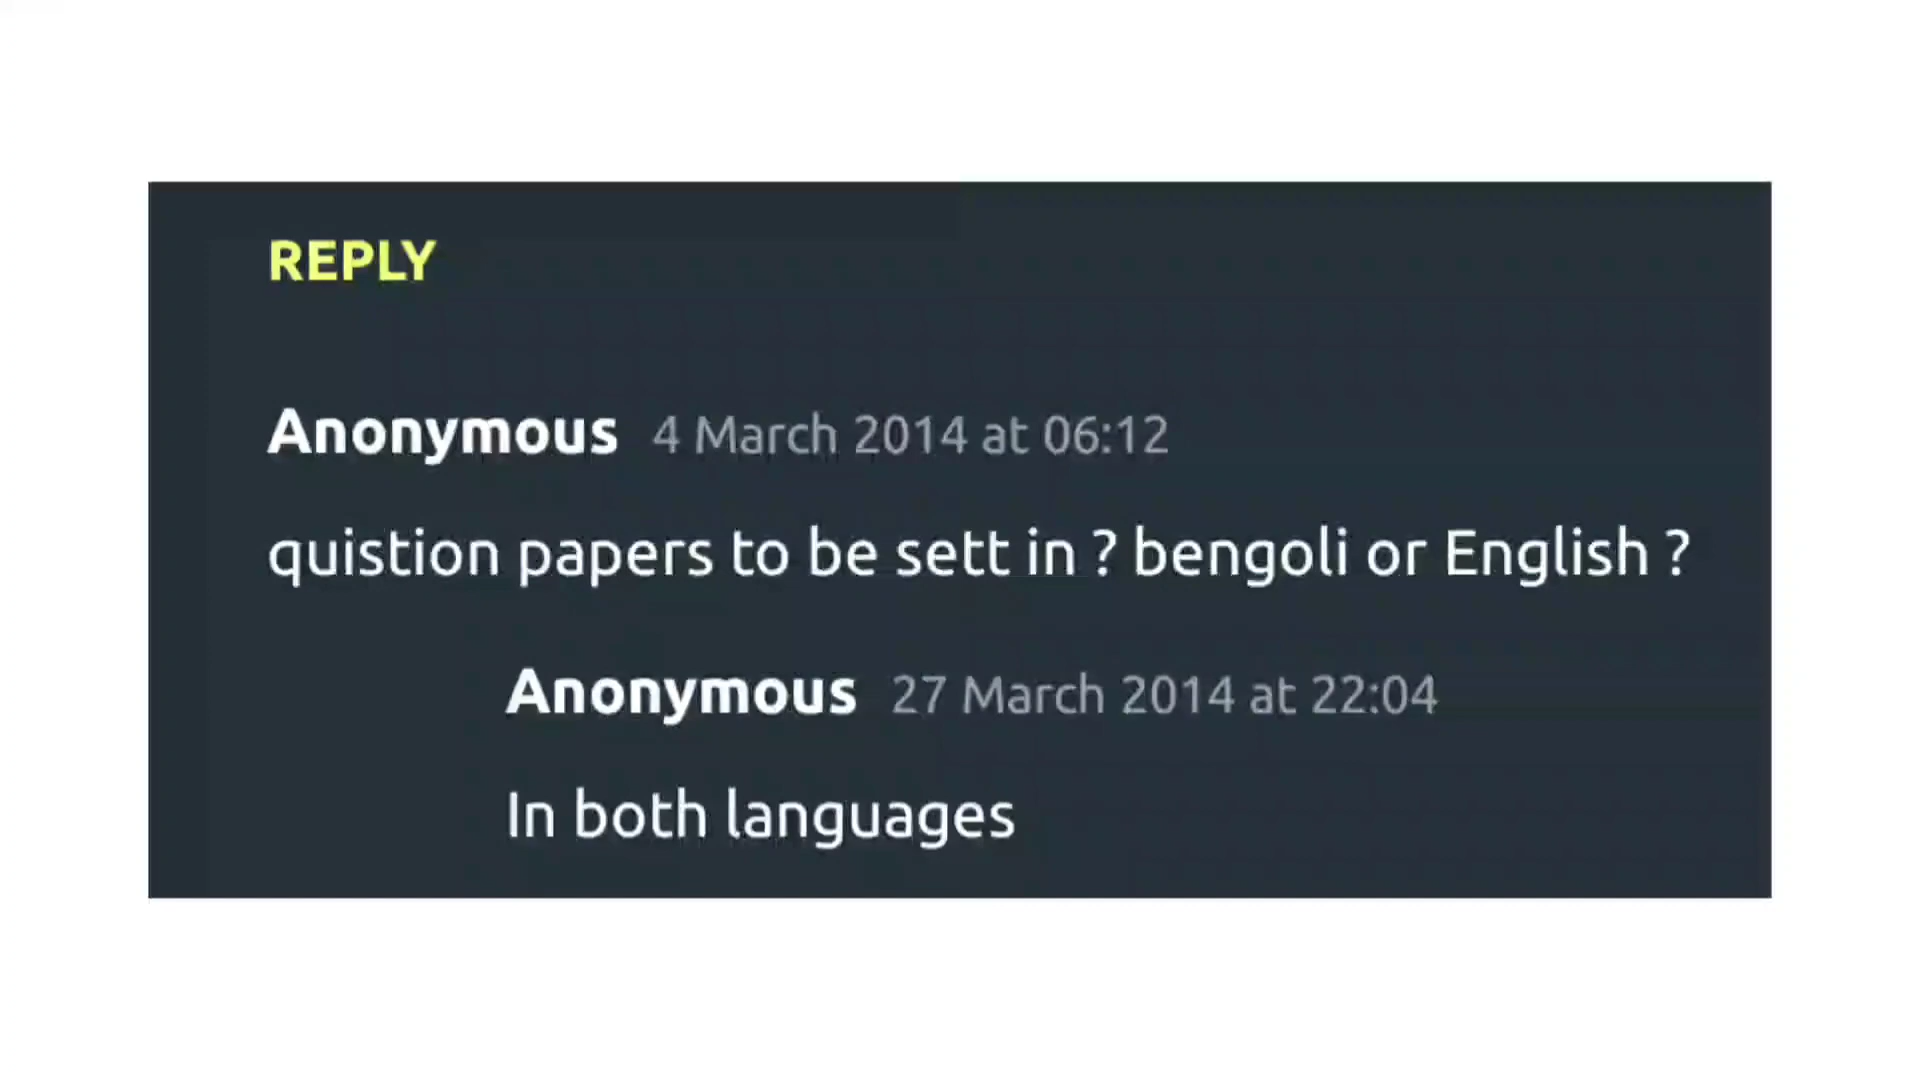 REPLY
Anonymous 4 March 2014 at 06:12
quistion papers to be sett in ? bengoli or English ?
Anonymous 27 March 2014 at 22:04
In both languages